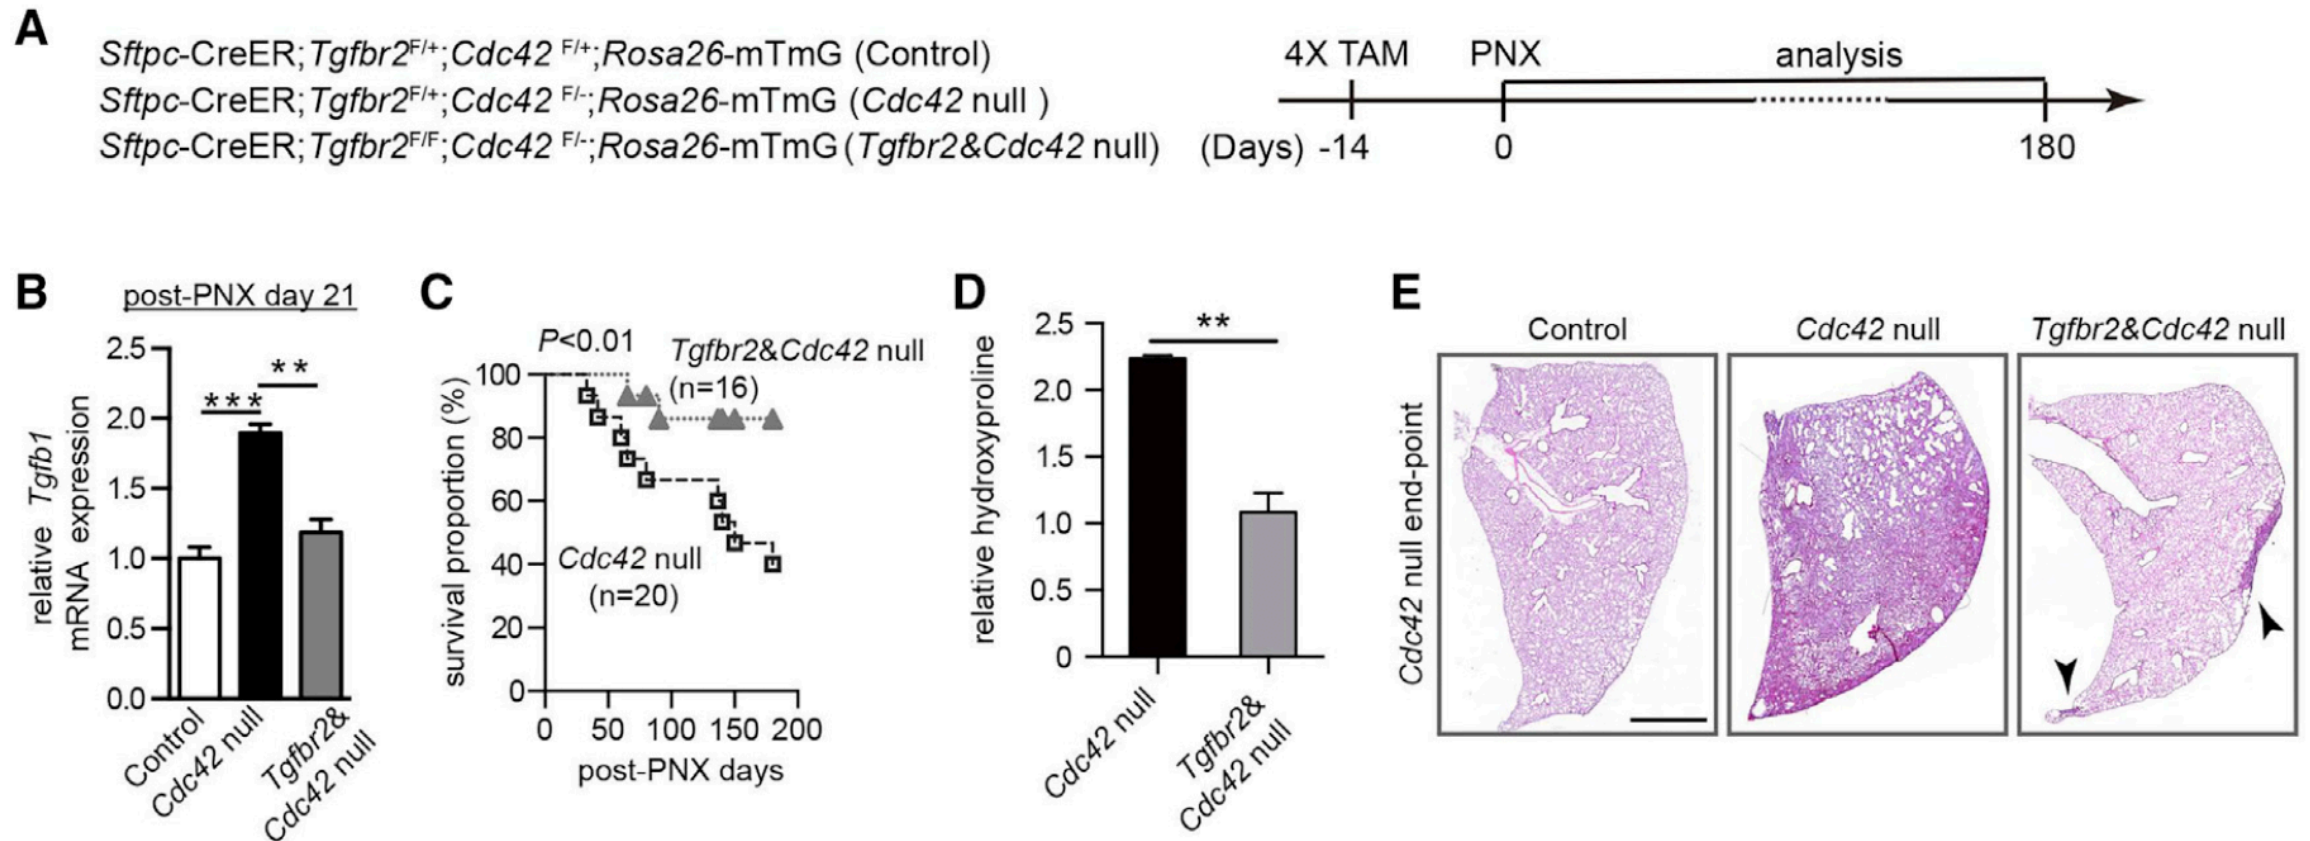 A
Sftpc-CreER;Tgfbr2F/+;Cdc42 F/+;Rosa26-mTmG (Control)
Sftpc-CreER;Tgfbr2F/+;Cdc42 F/-;Rosa26-mTmG (Cdc42 null )
Sftpc-CreER;Tgfbr2F/F;Cdc42 F/-;Rosa26-mTmG (Tgfbr2&Cdc42 null)
4X TAM PNX analysis
(Days) -14 0 180
B
post-PNX day 21
relative Tgfb1
mRNA expression
2.5
2.0
1.5
1.0
0.5
0.0
***
**
Control
Cdc42 null
Tgfbr2&
Cdc42 null
C
survival proportion (%)
100
80
60
40
20
0
P<0.01
Tgfbr2&Cdc42 null
(n=16)
Cdc42 null
(n=20)
0 50 100 150 200
post-PNX days
D
relative hydroxyproline
2.5
2.0
1.5
1.0
0.5
0
**
Cdc42 null
Tgfbr2&
Cdc42 null
E
Cdc42 null end-point
Control
Cdc42 null
Tgfbr2&Cdc42 null